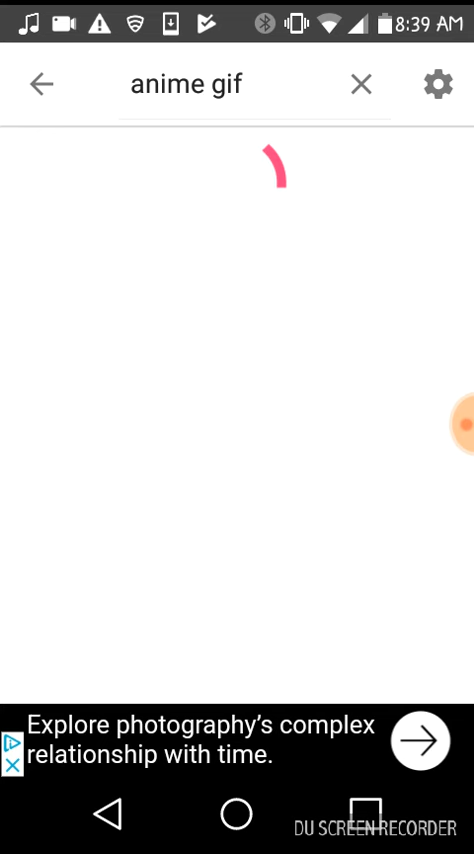 8:39 AM
anime gif
Explore photography's complex
relationship with time.
DU SCREEN RECORDER